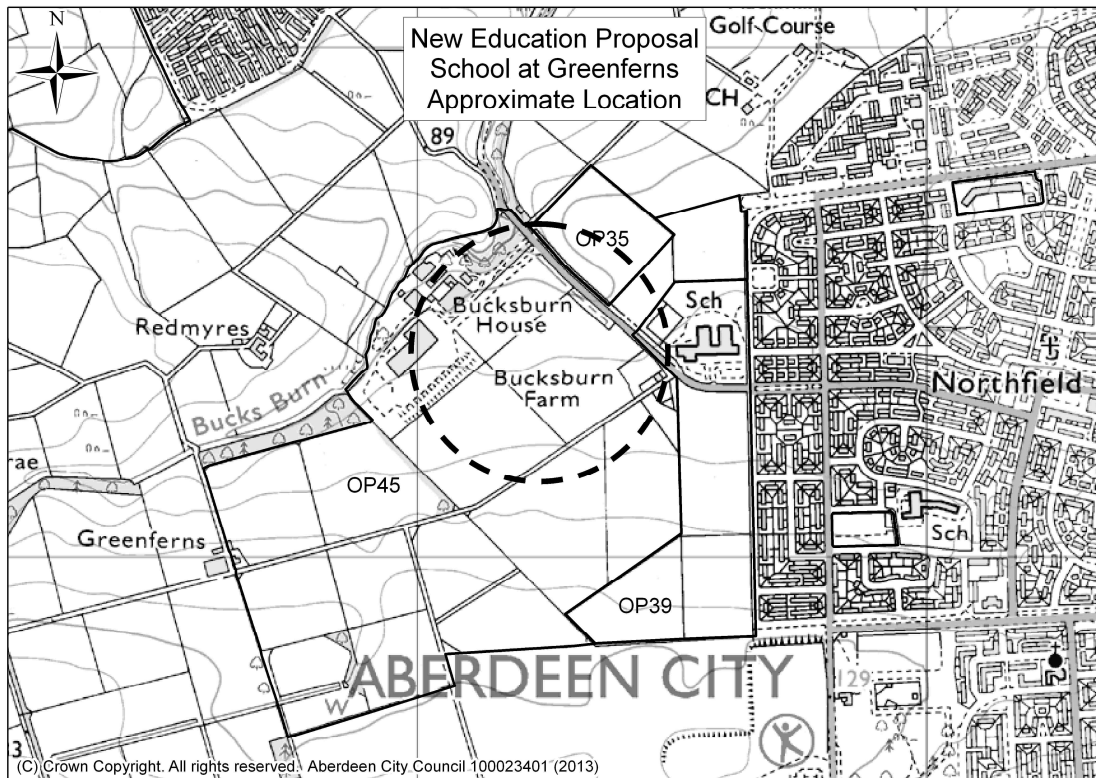 N
New Education Proposal
School at Greenferns
Approximate Location
Golf Course
CH
89
OP35
Sch
Bucksburn
House
Redmyres
Bucksburn
Farm
Northfield
Bucks Burn
rae
OP45
Greenferns
Sch
OP39
ABERDEEN CITY
129
W
3
(C) Crown Copyright. All rights reserved. Aberdeen City Council 100023401 (2013)